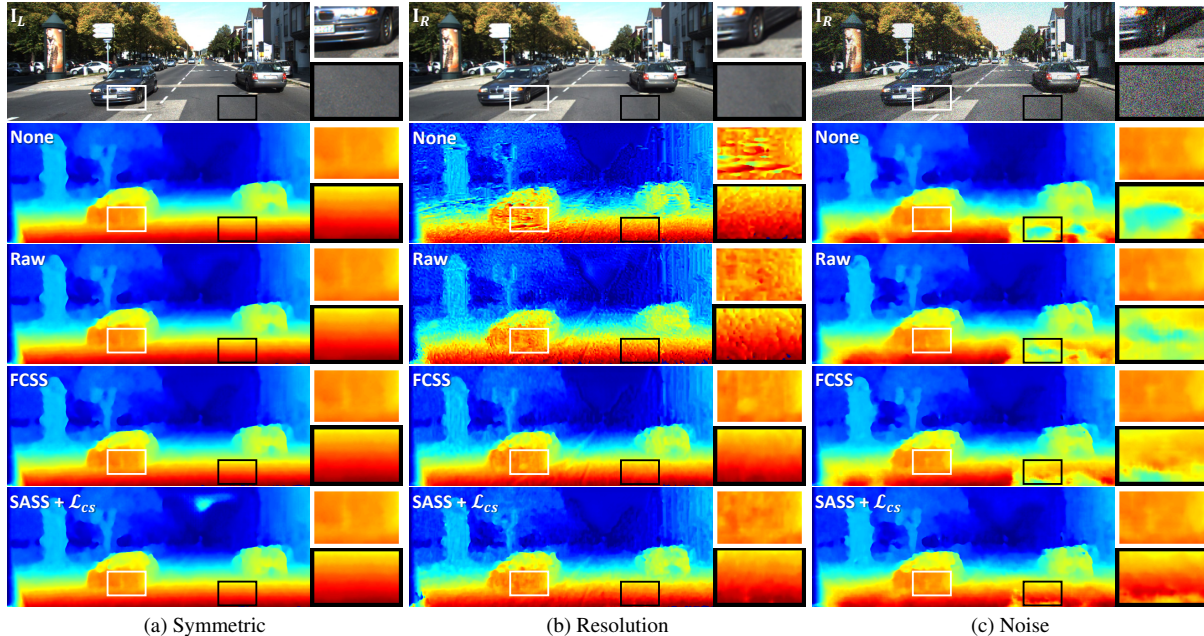 I_L I_R I_R
None None None
Raw Raw Raw
FCSS FCSS FCSS
SASS + ℒ_cs SASS + ℒ_cs SASS + ℒ_cs
(a) Symmetric (b) Resolution (c) Noise